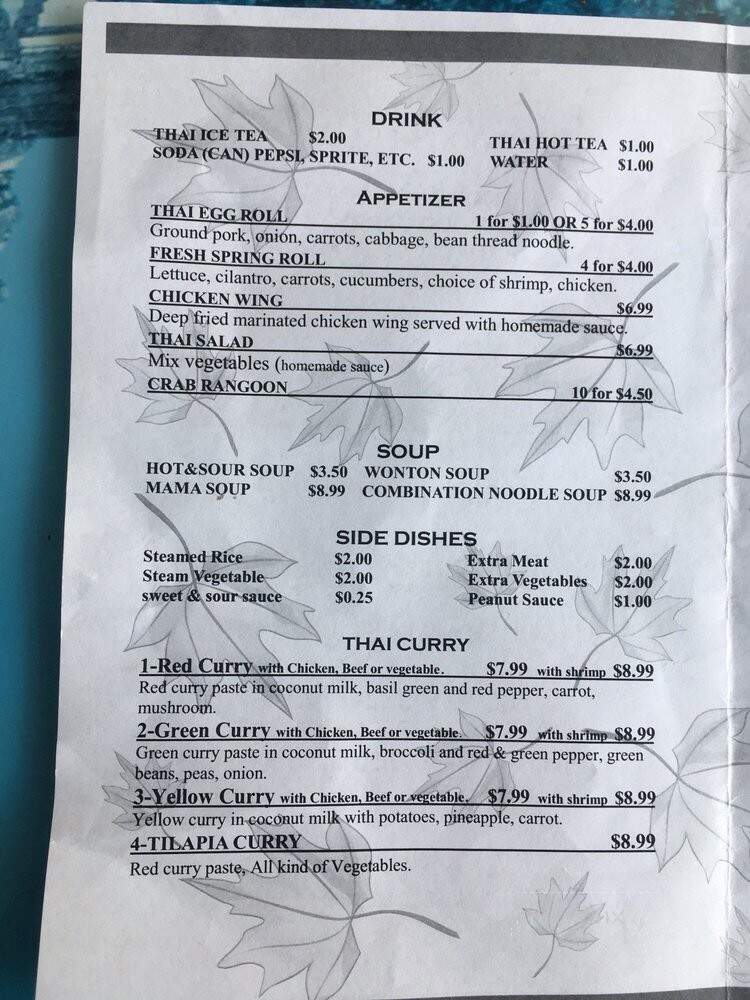 DRINK
THAI ICE TEA $2.00 THAI HOT TEA $1.00
SODA (CAN) PEPSI, SPRITE, ETC. $1.00 WATER $1.00
APPETIZER
THAI EGG ROLL 1 for $1.00 OR 5 for $4.00
Ground pork, onion, carrots, cabbage, bean thread noodle.
FRESH SPRING ROLL 4 for $4.00
Lettuce, cilantro, carrots, cucumbers, choice of shrimp, chicken.
CHICKEN WING $6.99
Deep fried marinated chicken wing served with homemade sauce.
THAI SALAD $6.99
Mix vegetables (homemade sauce)
CRAB RANGOON 10 for $4.50
SOUP
HOT&SOUR SOUP $3.50 WONTON SOUP $3.50
MAMA SOUP $8.99 COMBINATION NOODLE SOUP $8.99
SIDE DISHES
Steamed Rice $2.00 Extra Meat $2.00
Steam Vegetable $2.00 Extra Vegetables $2.00
sweet & sour sauce $0.25 Peanut Sauce $1.00
THAI CURRY
1-Red Curry with Chicken, Beef or vegetable. $7.99 with shrimp $8.99
Red curry paste in coconut milk, basil green and red pepper, carrot,
mushroom.
2-Green Curry with Chicken, Beef or vegetable. $7.99 with shrimp $8.99
Green curry paste in coconut milk, broccoli and red & green pepper, green
beans, peas, onion.
3-Yellow Curry with Chicken, Beef or vegetable. $7.99 with shrimp $8.99
Yellow curry in coconut milk with potatoes, pineapple, carrot.
4-TILAPIA CURRY $8.99
Red curry paste, All kind of Vegetables.